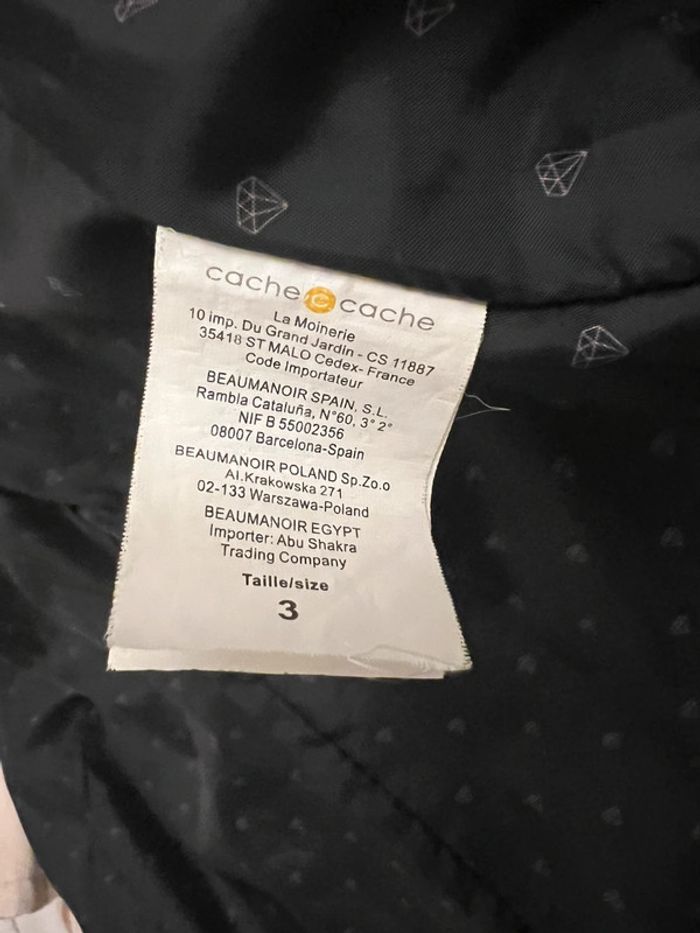 cache c cache
La Moinerie
10 imp. Du Grand Jardin - CS 11887
35418 ST MALO Cedex- France
Code Importateur
BEAUMANOIR SPAIN, S.L.
Rambla Cataluña, N°60, 3° 2°
NIF B 55002356
08007 Barcelona-Spain
BEAUMANOIR POLAND Sp.Zo.o
Al.Krakowska 271
02-133 Warszawa-Poland
BEAUMANOIR EGYPT
Importer: Abu Shakra
Trading Company
Taille/size
3